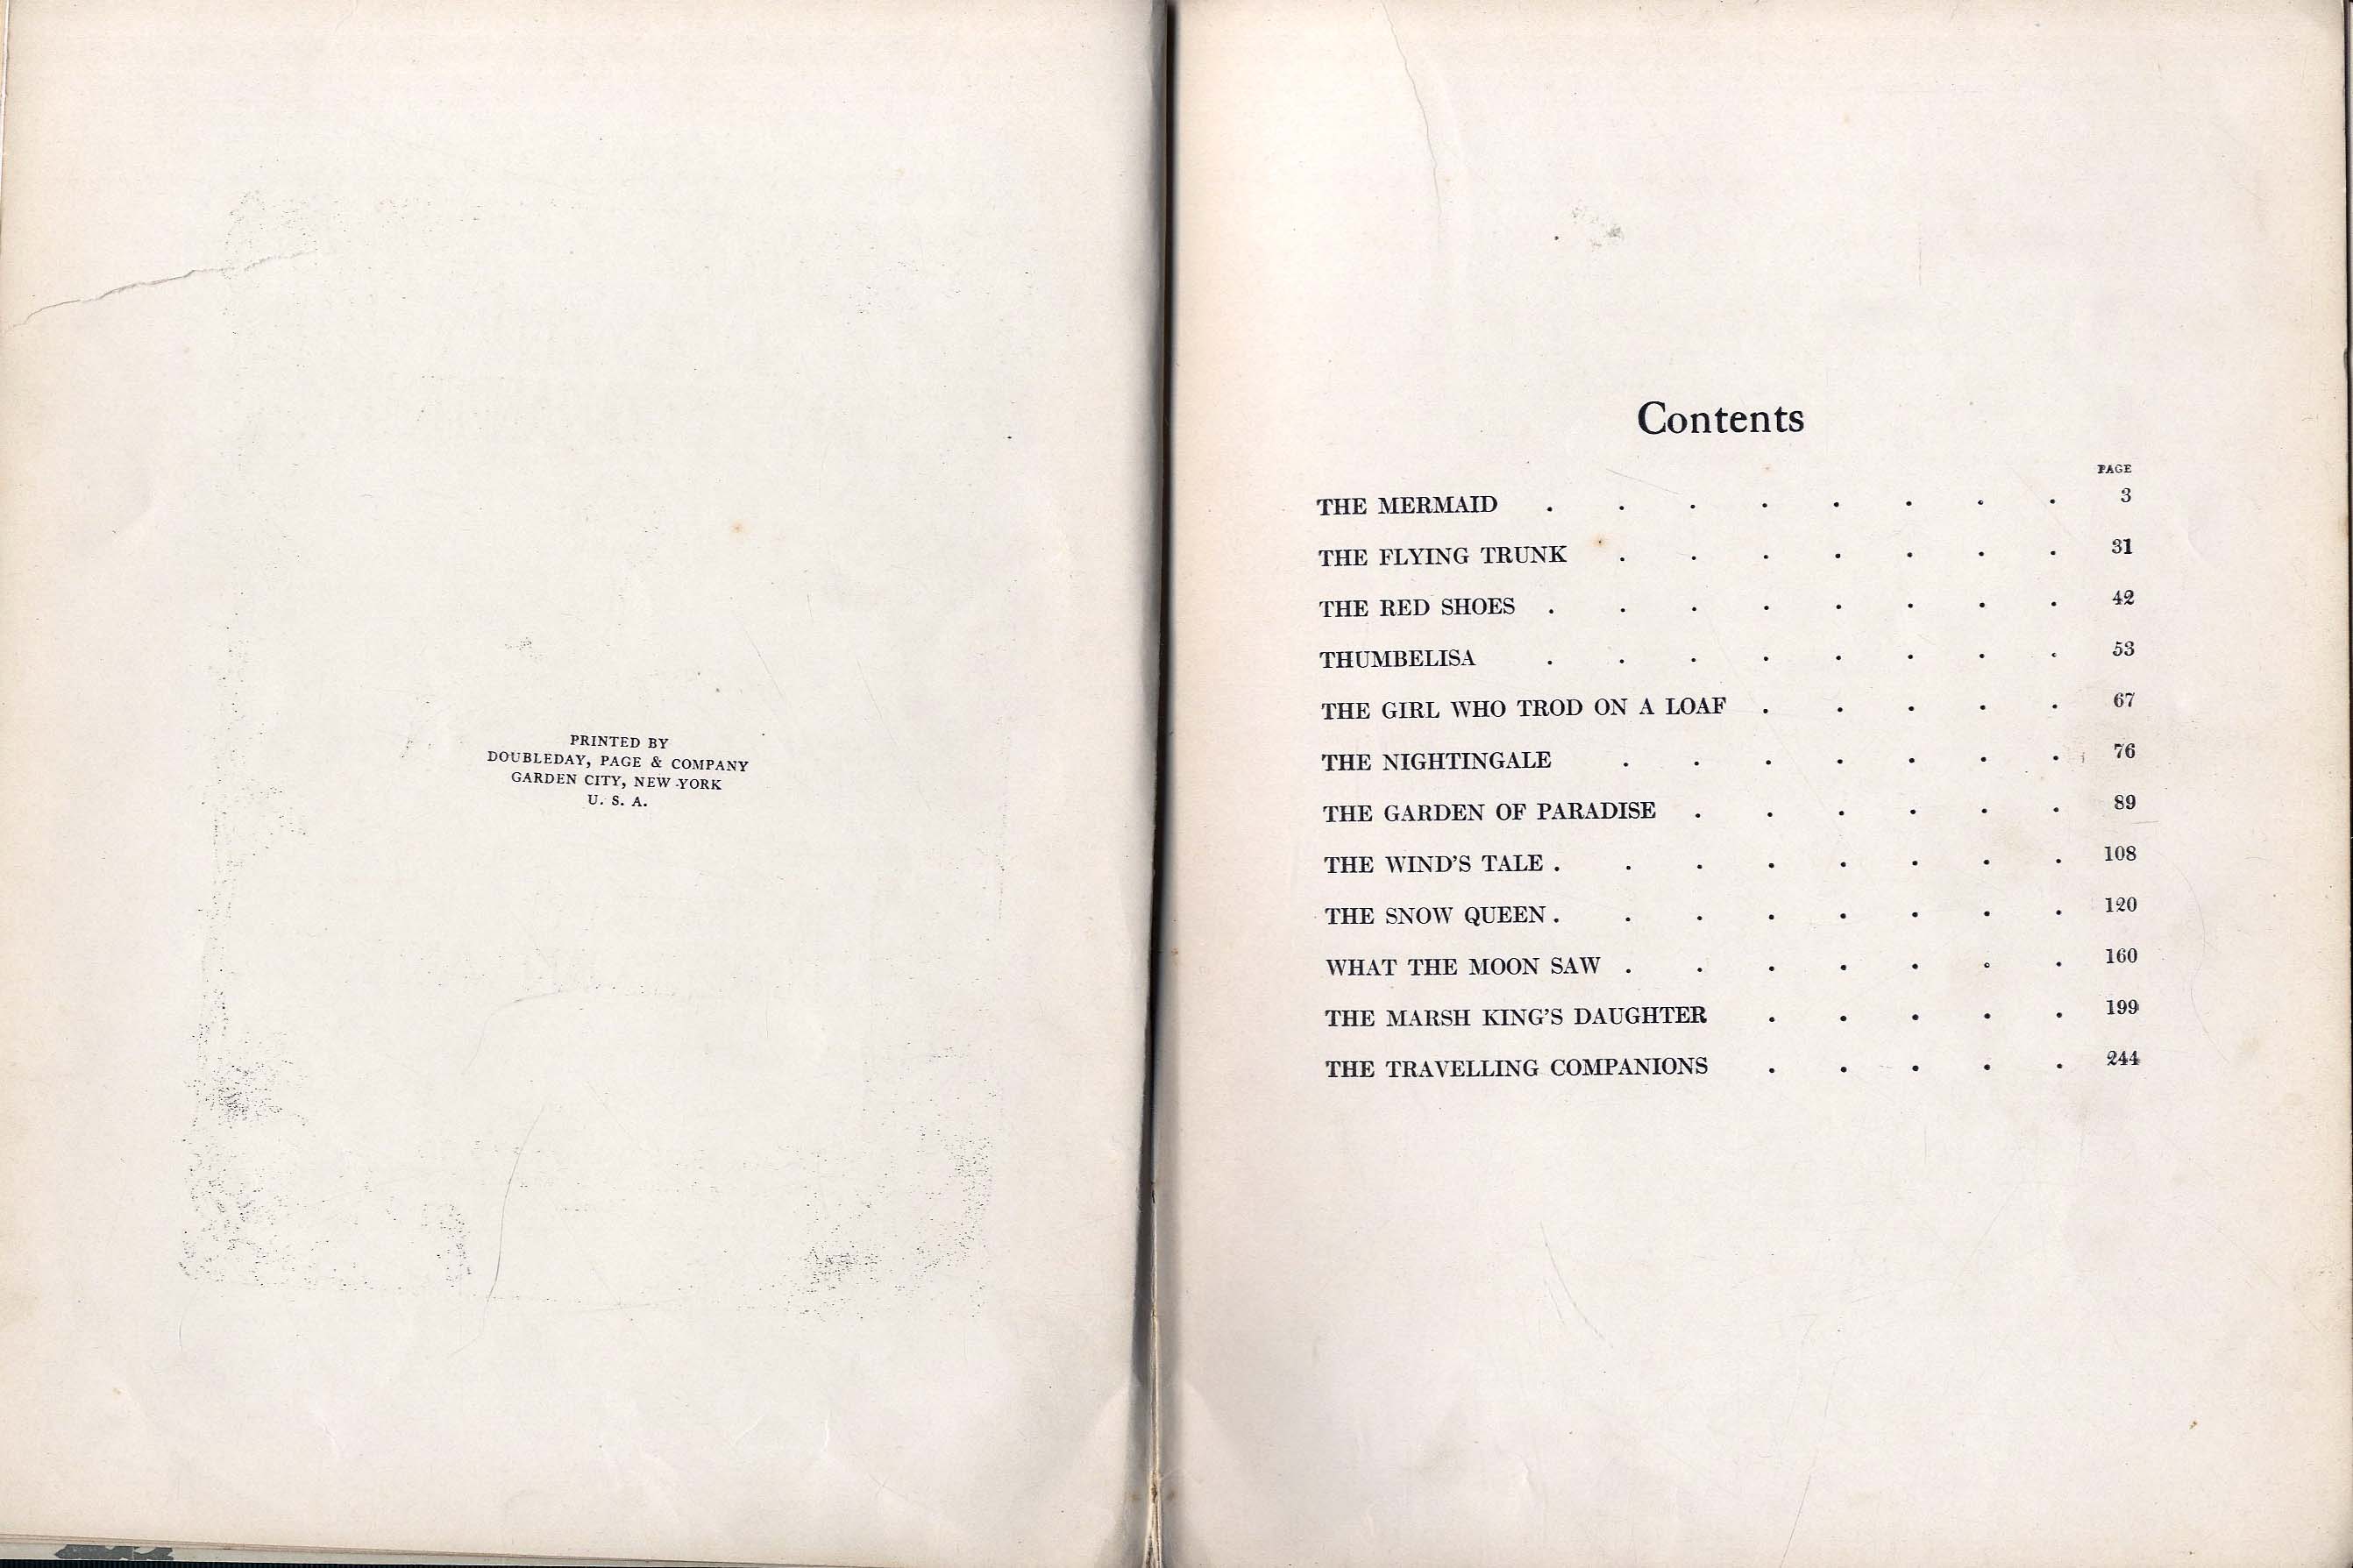 PRINTED BY
DOUBLEDAY, PAGE & COMPANY
GARDEN CITY, NEW YORK
U. S. A.
Contents
PAGE
THE MERMAID . . . . . . . . 3
THE FLYING TRUNK . . . . . . . 31
THE RED SHOES . . . . . . . . 42
THUMBELISA . . . . . . . . 53
THE GIRL WHO TROD ON A LOAF . . . . . 67
THE NIGHTINGALE . . . . . . . 76
THE GARDEN OF PARADISE . . . . . . 89
THE WIND'S TALE . . . . . . . . 108
THE SNOW QUEEN . . . . . . . . 120
WHAT THE MOON SAW . . . . . . . 160
THE MARSH KING'S DAUGHTER . . . . . 199
THE TRAVELLING COMPANIONS . . . . . 244